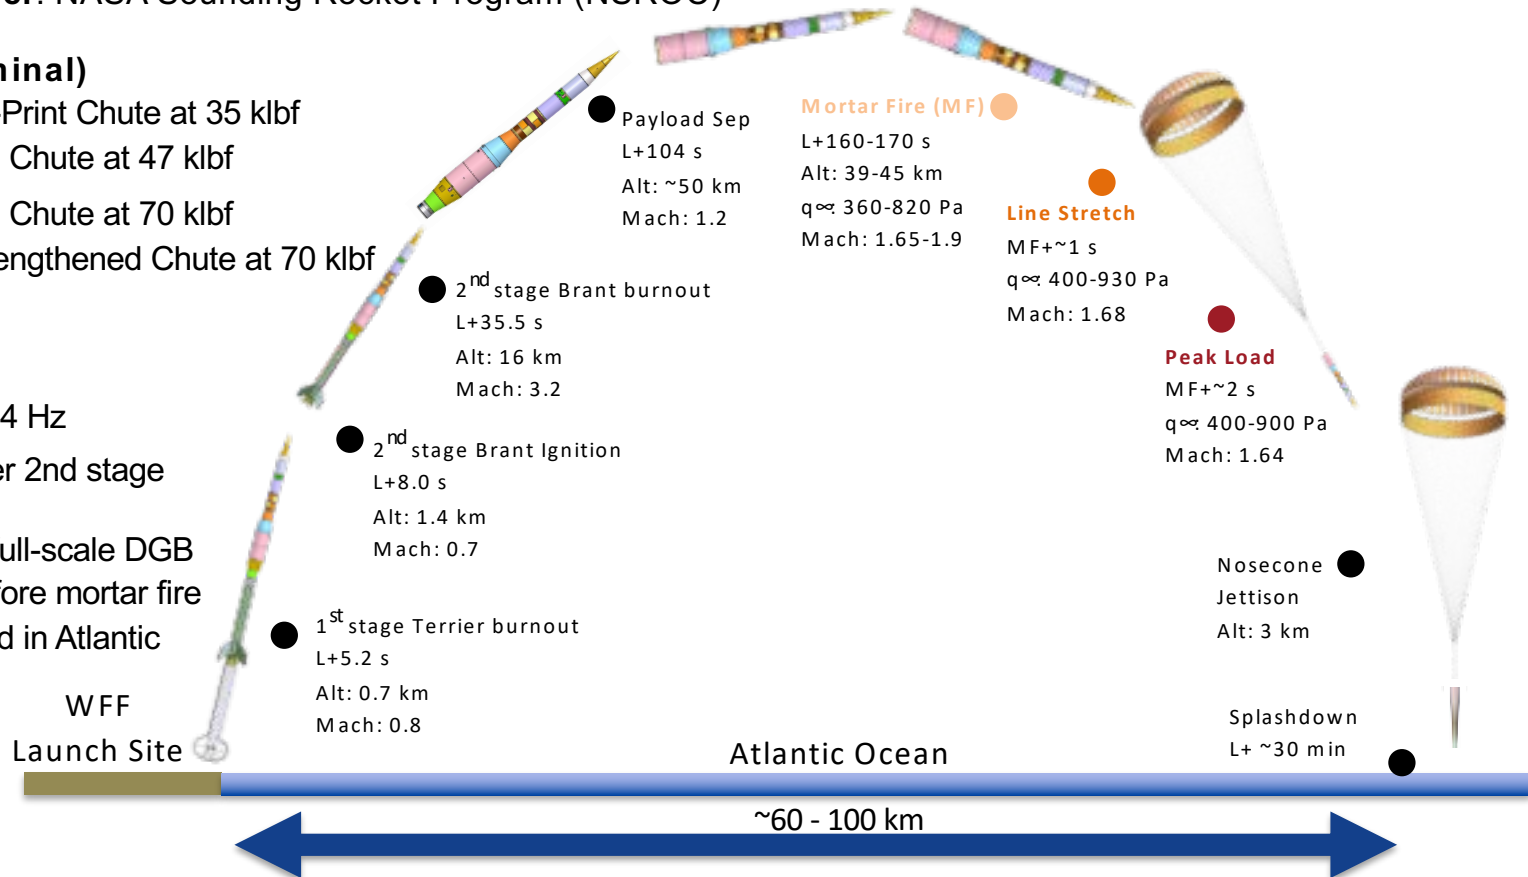 NASA Sounding Rocket Program (NSROC)
Chute at 35 klbf
Chute at 47 klbf
Chute at 70 klbf
Chute at 70 klbf
4 Hz
2nd stage
DGB
mortar fire
in Atlantic
Payload Sep
L+104 s
Alt: ~50 km
Mach: 1.2
Mortar Fire (MF)
L+160-170 s
Alt: 39-45 km
q∞: 360-820 Pa
Mach: 1.65-1.9
Line Stretch
MF+~1 s
q∞: 400-930 Pa
Mach: 1.68
Peak Load
MF+~2 s
q∞: 400-900 Pa
Mach: 1.64
2nd stage Brant burnout
L+35.5 s
Alt: 16 km
Mach: 3.2
2nd stage Brant Ignition
L+8.0 s
Alt: 1.4 km
Mach: 0.7
1st stage Terrier burnout
L+5.2 s
Alt: 0.7 km
Mach: 0.8
Nosecone
Jettison
Alt: 3 km
Splashdown
L+ ~30 min
WFF
Launch Site
Atlantic Ocean
~60 - 100 km